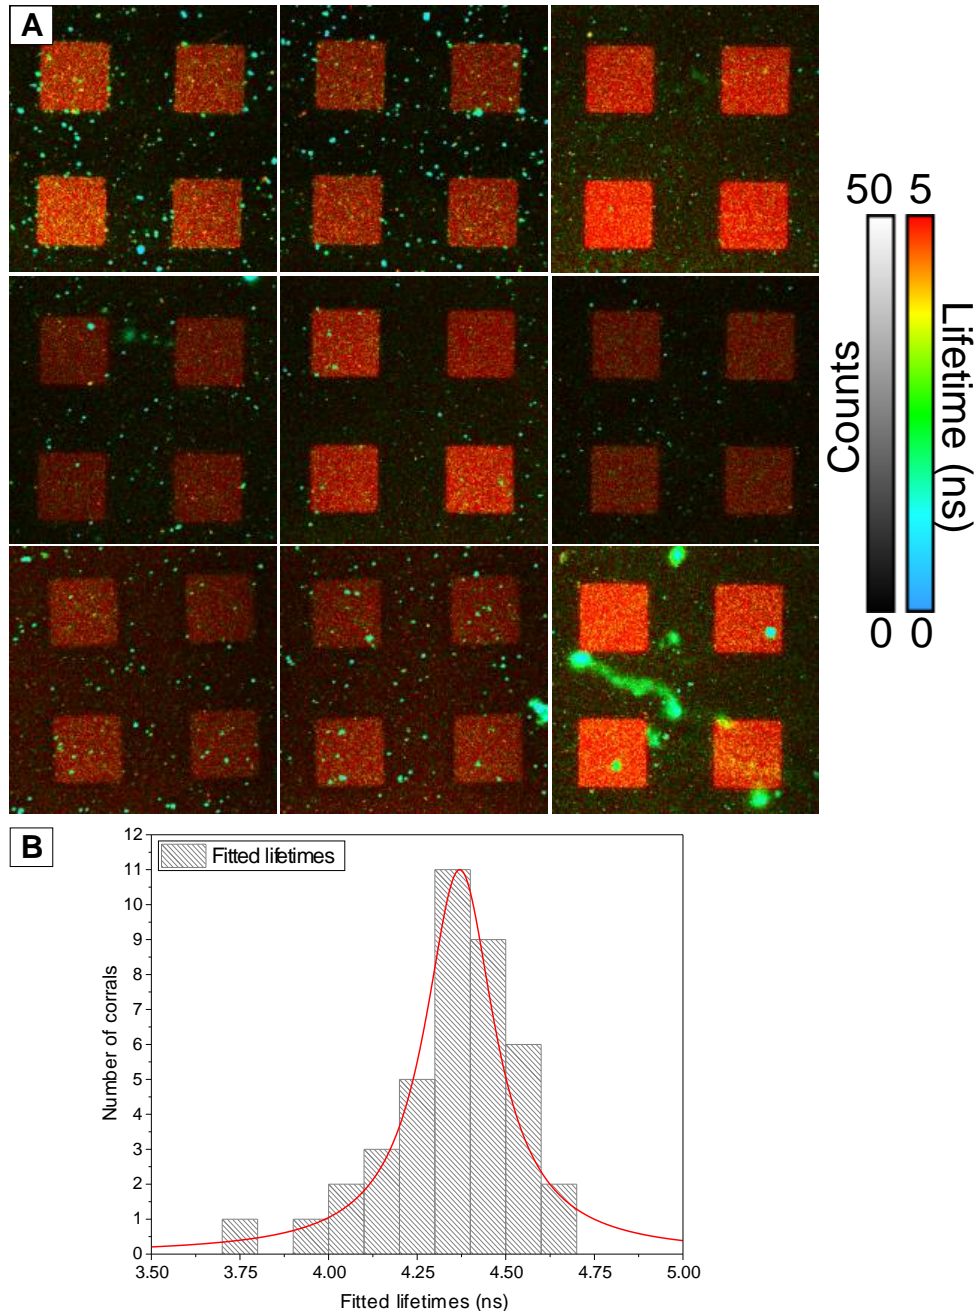 A
50 5
Counts
Lifetime (ns)
0 0
B
12
11
10
9
8
7
6
5
4
3
2
1
0
Number of corrals
Fitted lifetimes
3.50 3.75 4.00 4.25 4.50 4.75 5.00
Fitted lifetimes (ns)